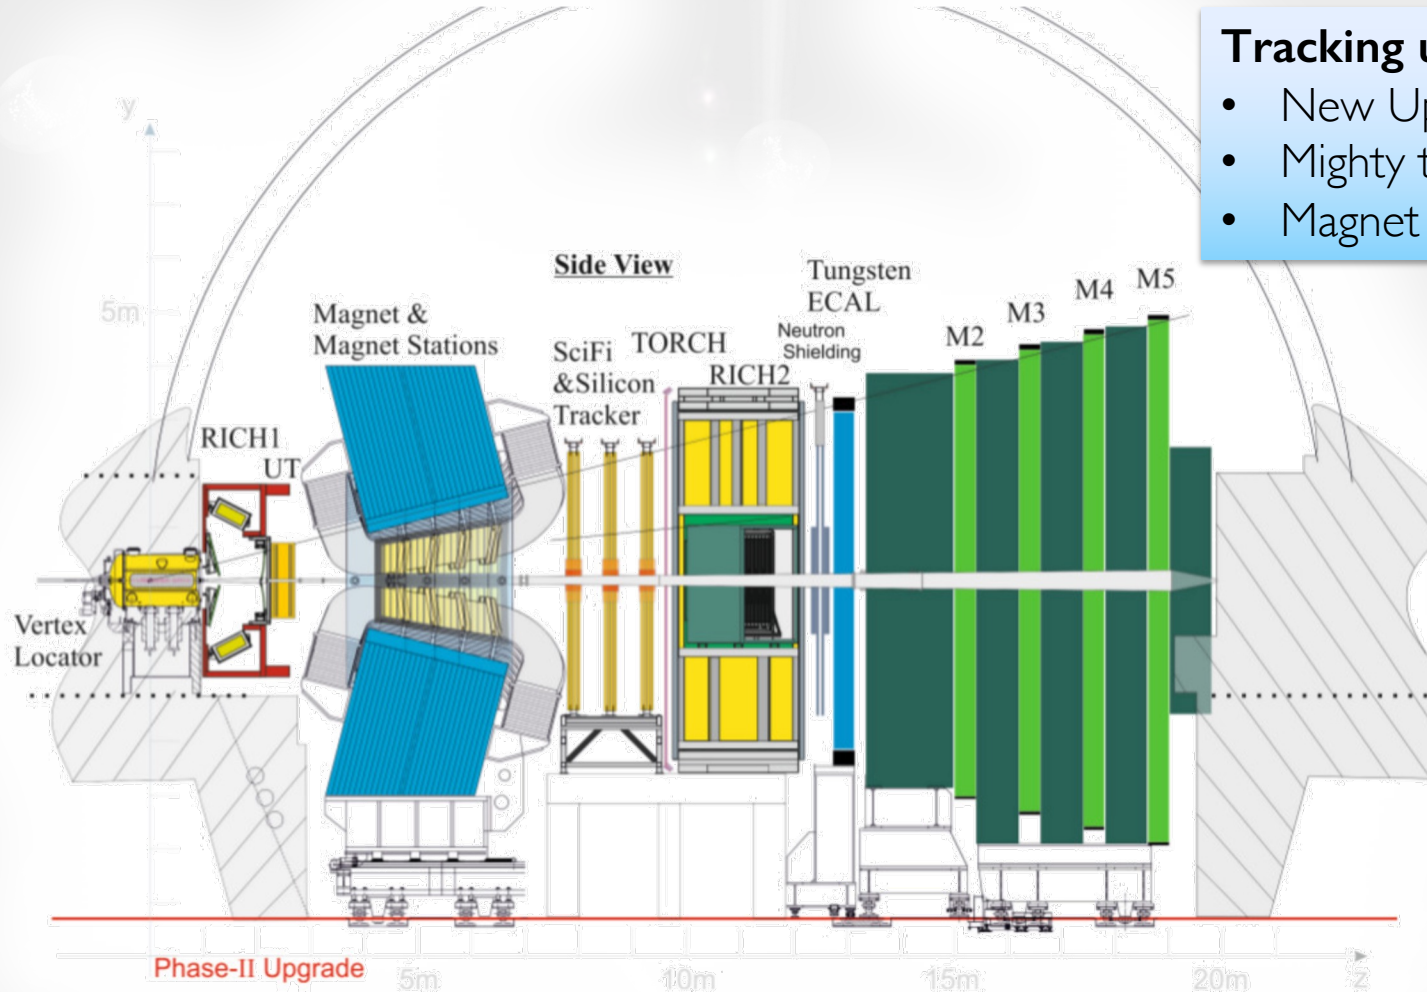 Tracking
• New
• Mighty
• Magnet
y
5m
Side View
Tungsten
ECAL
Neutron
Shielding
M2
M3
M4
M5
Magnet &
Magnet Stations
SciFi
&Silicon
Tracker
TORCH
RICH2
RICH1
UT
Vertex
Locator
Phase-II Upgrade
5m
10m
15m
20m
z